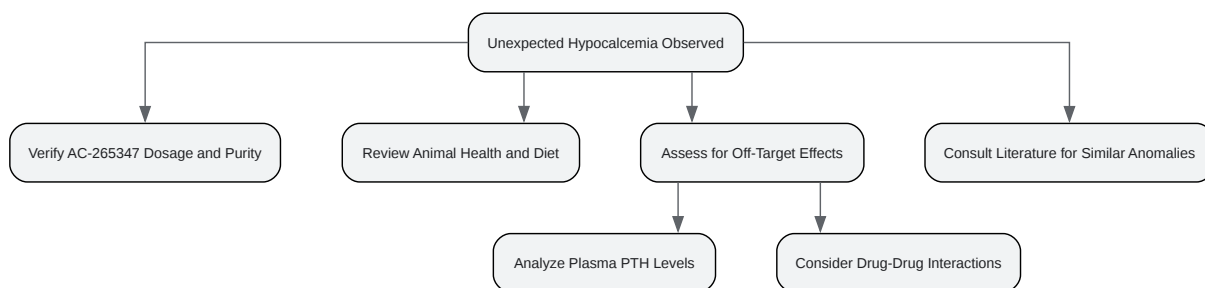 Unexpected Hypocalcemia Observed
Verify AC-265347 Dosage and Purity
Review Animal Health and Diet
Assess for Off-Target Effects
Consult Literature for Similar Anomalies
Analyze Plasma PTH Levels
Consider Drug-Drug Interactions